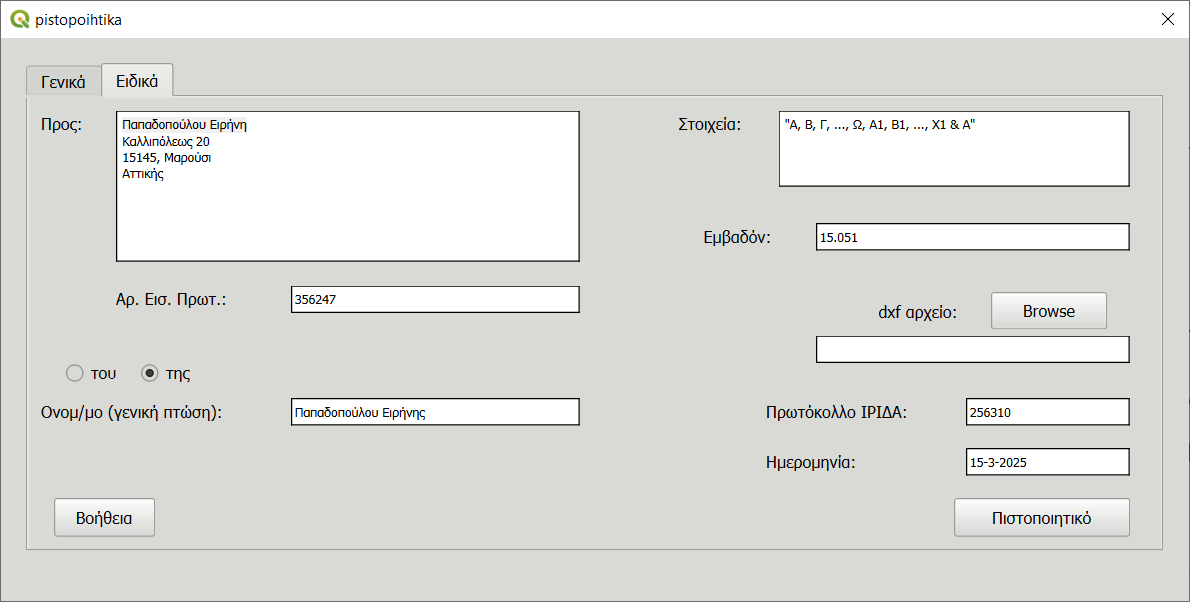 pistopoihtika
Γενικά
Ειδικά
Προς:
Παπαδοπούλου Ειρήνη
Καλλιπόλεως 20
15145, Μαρούσι
Αττικής
Στοιχεία:
"Α, Β, Γ, ..., Ω, Α1, Β1, ..., Χ1 & Α"
Εμβαδόν:
15.051
Αρ. Εισ. Πρωτ.:
356247
dxf αρχείο:
Browse
του
της
Ονομ/μο (γενική πτώση):
Παπαδοπούλου Ειρήνης
Πρωτόκολλο ΙΡΙΔΑ:
256310
Ημερομηνία:
15-3-2025
Βοήθεια
Πιστοποιητικό